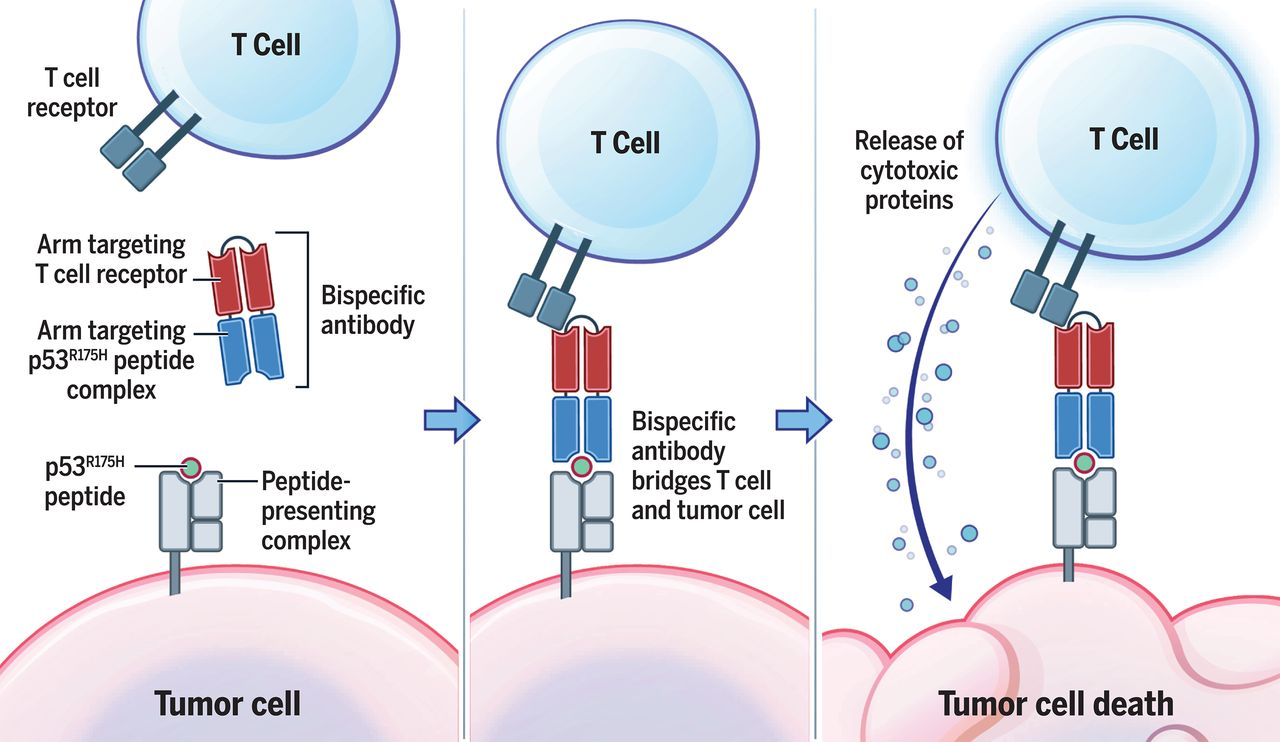 T Cell
T cell
receptor
Arm targeting
T cell receptor
Arm targeting
p53R175H peptide
complex
Bispecific
antibody
p53R175H
peptide
Peptide-
presenting
complex
Tumor cell
T Cell
Bispecific
antibody
bridges T cell
and tumor cell
T Cell
Release of
cytotoxic
proteins
Tumor cell death